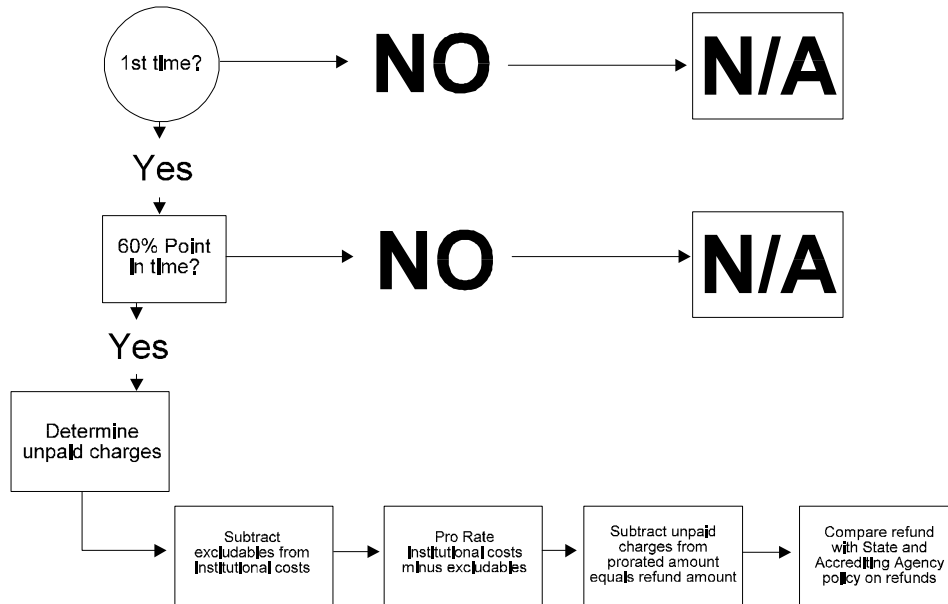 1st time?
NO
N/A
Yes
60% Point
in time?
NO
N/A
Yes
Determine
unpaid charges
Subtract
excludables from
institutional costs
Pro Rate
institutional costs
minus excludables
Subtract unpaid
charges from
prorated amount
equals refund amount
Compare refund
with State and
Accrediting Agency
policy on refunds